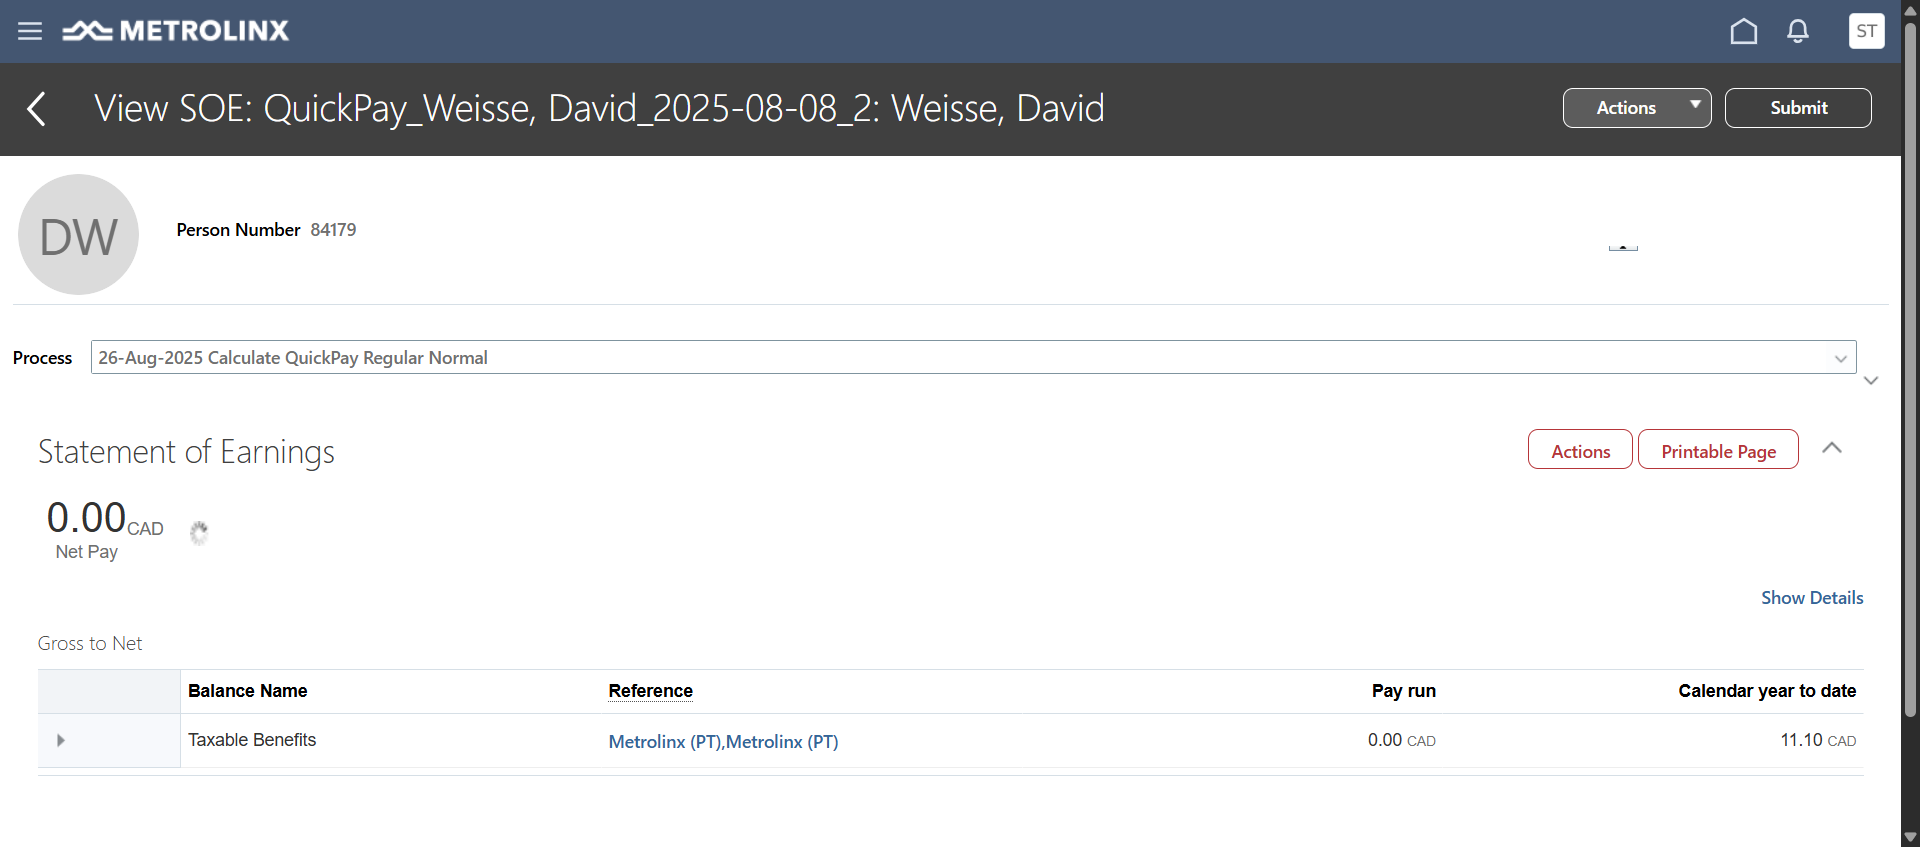 METROLINX
ST
View SOE: QuickPay_Weisse, David_2025-08-08_2: Weisse, David
Actions
Submit
DW
Person Number 84179
Process 26-Aug-2025 Calculate QuickPay Regular Normal
Statement of Earnings
Actions
Printable Page
0.00 CAD
Net Pay
Show Details
Gross to Net
Balance Name Reference Pay run Calendar year to date
Taxable Benefits Metrolinx (PT),Metrolinx (PT) 0.00 CAD 11.10 CAD